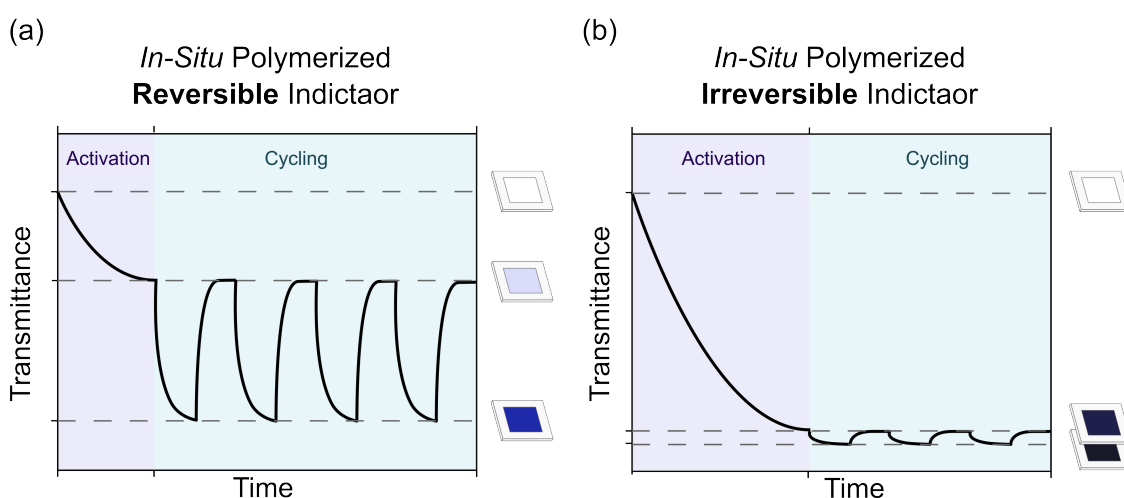 (a)
In-Situ Polymerized
Reversible Indictaor
Activation
Cycling
Transmittance
Time
(b)
In-Situ Polymerized
Irreversible Indictaor
Activation
Cycling
Transmittance
Time